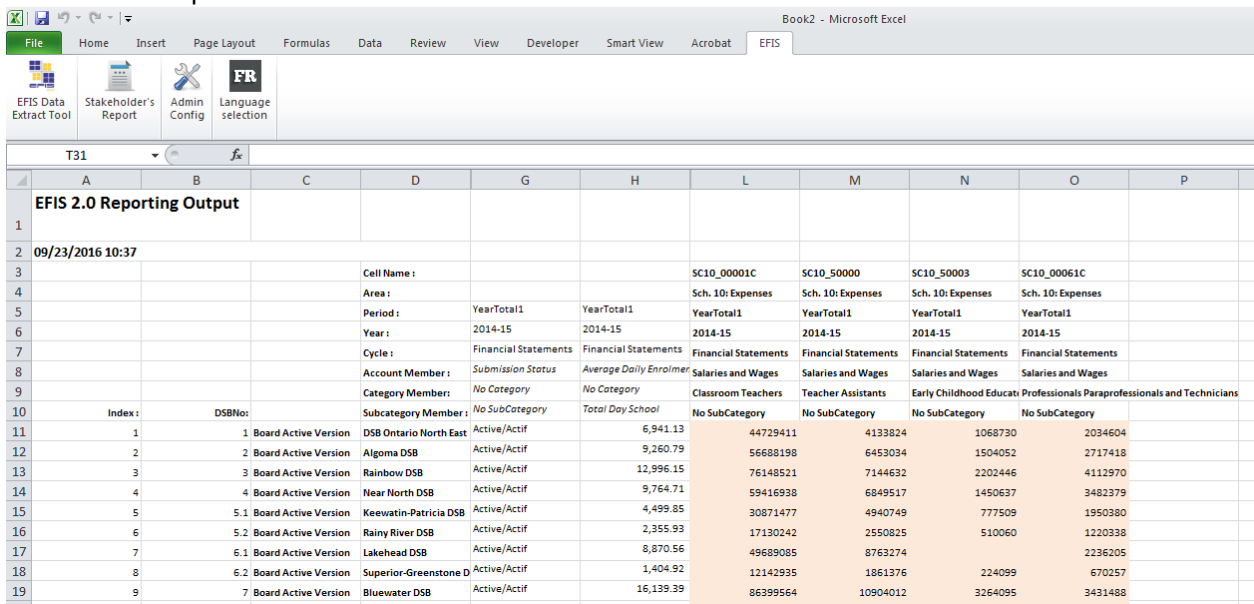 Book2 - Microsoft Excel
File Home Insert Page Layout Formulas Data Review View Developer Smart View Acrobat EFIS
EFIS Data Extract Tool Stakeholder's Report Admin Config FR Language selection
T31 fx
A B C D G H L M N O P
1 EFIS 2.0 Reporting Output
2 09/23/2016 10:37
3 Cell Name : SC10_00001C SC10_50000 SC10_50003 SC10_00061C
4 Area : Sch. 10: Expenses Sch. 10: Expenses Sch. 10: Expenses Sch. 10: Expenses
5 Period : YearTotal1 YearTotal1 YearTotal1 YearTotal1 YearTotal1 YearTotal1
6 Year : 2014-15 2014-15 2014-15 2014-15 2014-15 2014-15
7 Cycle : Financial Statements Financial Statements Financial Statements Financial Statements Financial Statements Financial Statements
8 Account Member : Submission Status Average Daily Enrolmer Salaries and Wages Salaries and Wages Salaries and Wages Salaries and Wages
9 Category Member: No Category No Category Classroom Teachers Teacher Assistants Early Childhood Educat Professionals Paraprofessionals and Technicians
10 Index : DSBNo: Subcategory Member : No SubCategory Total Day School No SubCategory No SubCategory No SubCategory No SubCategory
11 1 1 Board Active Version DSB Ontario North East Active/Actif 6,941.13 44729411 4133824 1068730 2034604
12 2 2 Board Active Version Algoma DSB Active/Actif 9,260.79 56688198 6453034 1504052 2717418
13 3 3 Board Active Version Rainbow DSB Active/Actif 12,996.15 76148521 7144632 2202446 4112970
14 4 4 Board Active Version Near North DSB Active/Actif 9,764.71 59416938 6849517 1450637 3482379
15 5 5.1 Board Active Version Keewatin-Patricia DSB Active/Actif 4,499.85 30871477 4940749 777509 1950380
16 6 5.2 Board Active Version Rainy River DSB Active/Actif 2,355.93 17130242 2550825 510060 1220338
17 7 6.1 Board Active Version Lakehead DSB Active/Actif 8,870.56 49689085 8763274 2236205
18 8 6.2 Board Active Version Superior-Greenstone D Active/Actif 1,404.92 12142935 1861376 224099 670257
19 9 7 Board Active Version Bluewater DSB Active/Actif 16,139.39 86399564 10904012 3264095 3431488